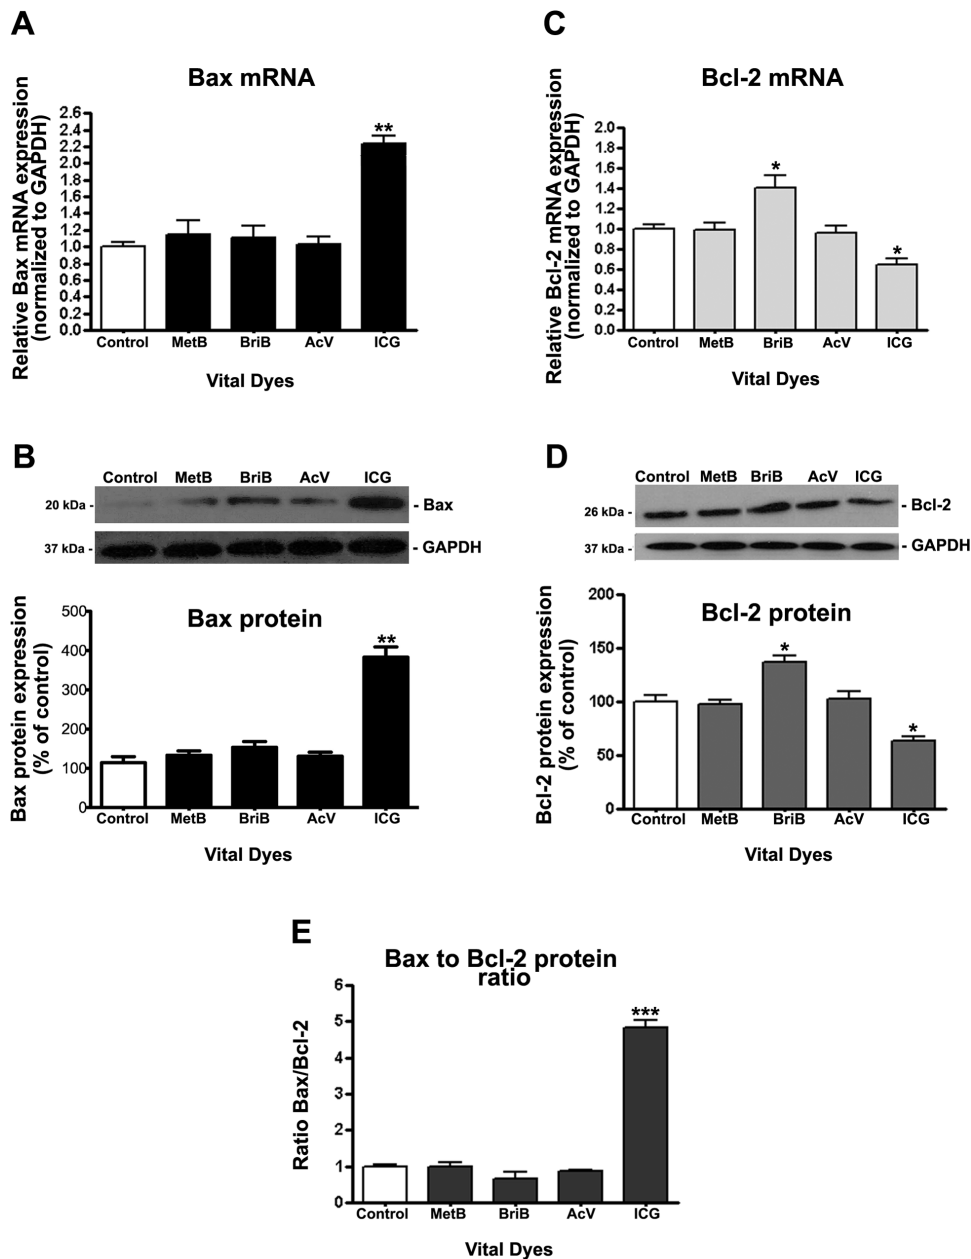 A
Bax mRNA
Relative Bax mRNA expression
(normalized to GAPDH)
2.6
2.4
2.2
2.0
1.8
1.6
1.4
1.2
1.0
0.8
0.6
0.4
0.2
0.0
**
Control MetB BriB AcV ICG
Vital Dyes
C
Bcl-2 mRNA
Relative Bcl-2 mRNA expression
(normalized to GAPDH)
2.0
1.8
1.6
1.4
1.2
1.0
0.8
0.6
0.4
0.2
0.0
*
*
Control MetB BriB AcV ICG
Vital Dyes
B
Control MetB BriB AcV ICG
20 kDa - - Bax
37 kDa - - GAPDH
Bax protein
Bax protein expression
(% of control)
500
400
300
200
100
0
**
Control MetB BriB AcV ICG
Vital Dyes
D
Control MetB BriB AcV ICG
26 kDa - - Bcl-2
37 kDa - - GAPDH
Bcl-2 protein
Bcl-2 protein expression
(% of control)
200
150
100
50
0
*
*
Control MetB BriB AcV ICG
Vital Dyes
E
Bax to Bcl-2 protein
ratio
Ratio Bax/Bcl-2
6
5
4
3
2
1
0
***
Control MetB BriB AcV ICG
Vital Dyes